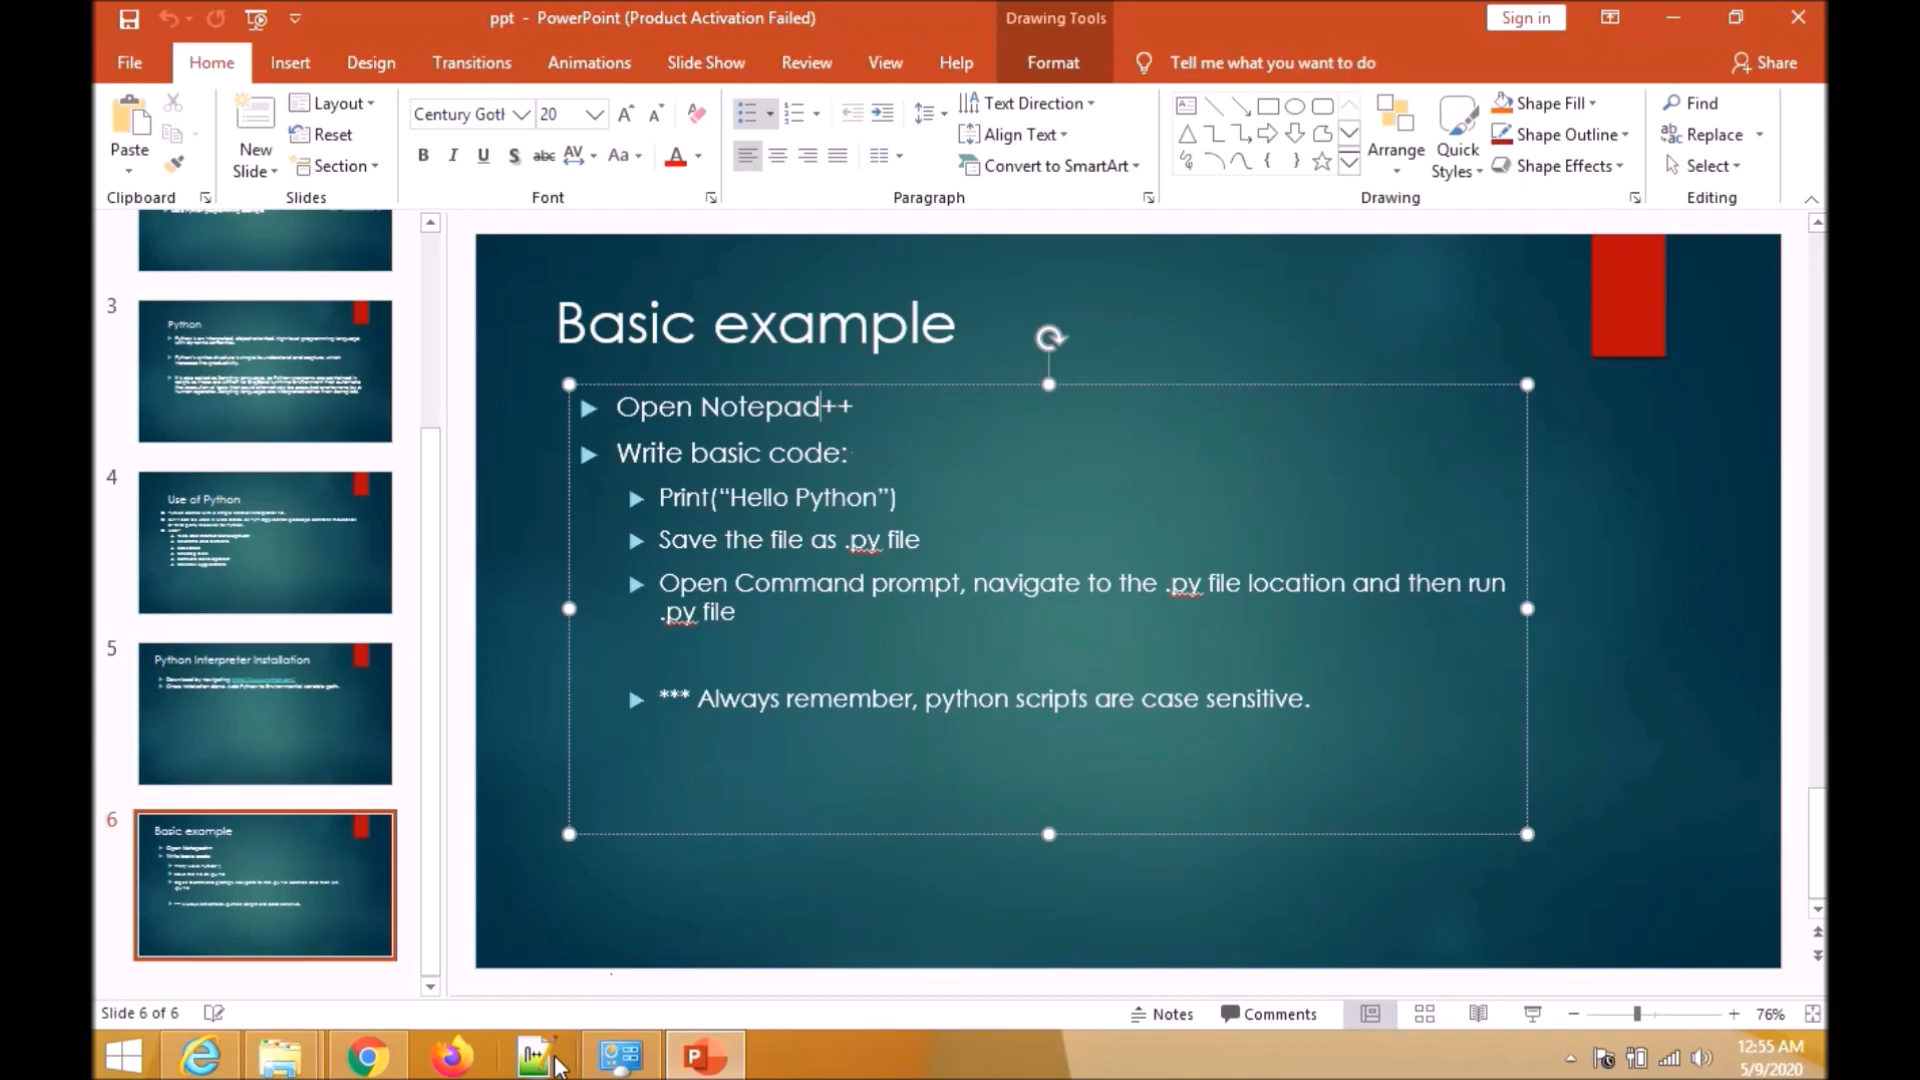 ppt - PowerPoint (Product Activation Failed)
Drawing Tools
Sign in
File
Home
Insert
Design
Transitions
Animations
Slide Show
Review
View
Help
Format
Tell me what you want to do
Share
Paste
Clipboard
New Slide
Layout
Reset
Section
Slides
Century Gotl
20
B I U S abc AV Aa A
Font
Text Direction
Align Text
Convert to SmartArt
Paragraph
Arrange
Quick Styles
Shape Fill
Shape Outline
Shape Effects
Drawing
Find
Replace
Select
Editing
3
Python
4
Use of Python
5
Python Interpreter Installation
6
Basic example
Basic example
Open Notepad++
Write basic code:
Print(“Hello Python”)
Save the file as .py file
Open Command prompt, navigate to the .py file location and then run
.py file
*** Always remember, python scripts are case sensitive.
Slide 6 of 6
Notes
Comments
76%
12:55 AM
5/9/2020